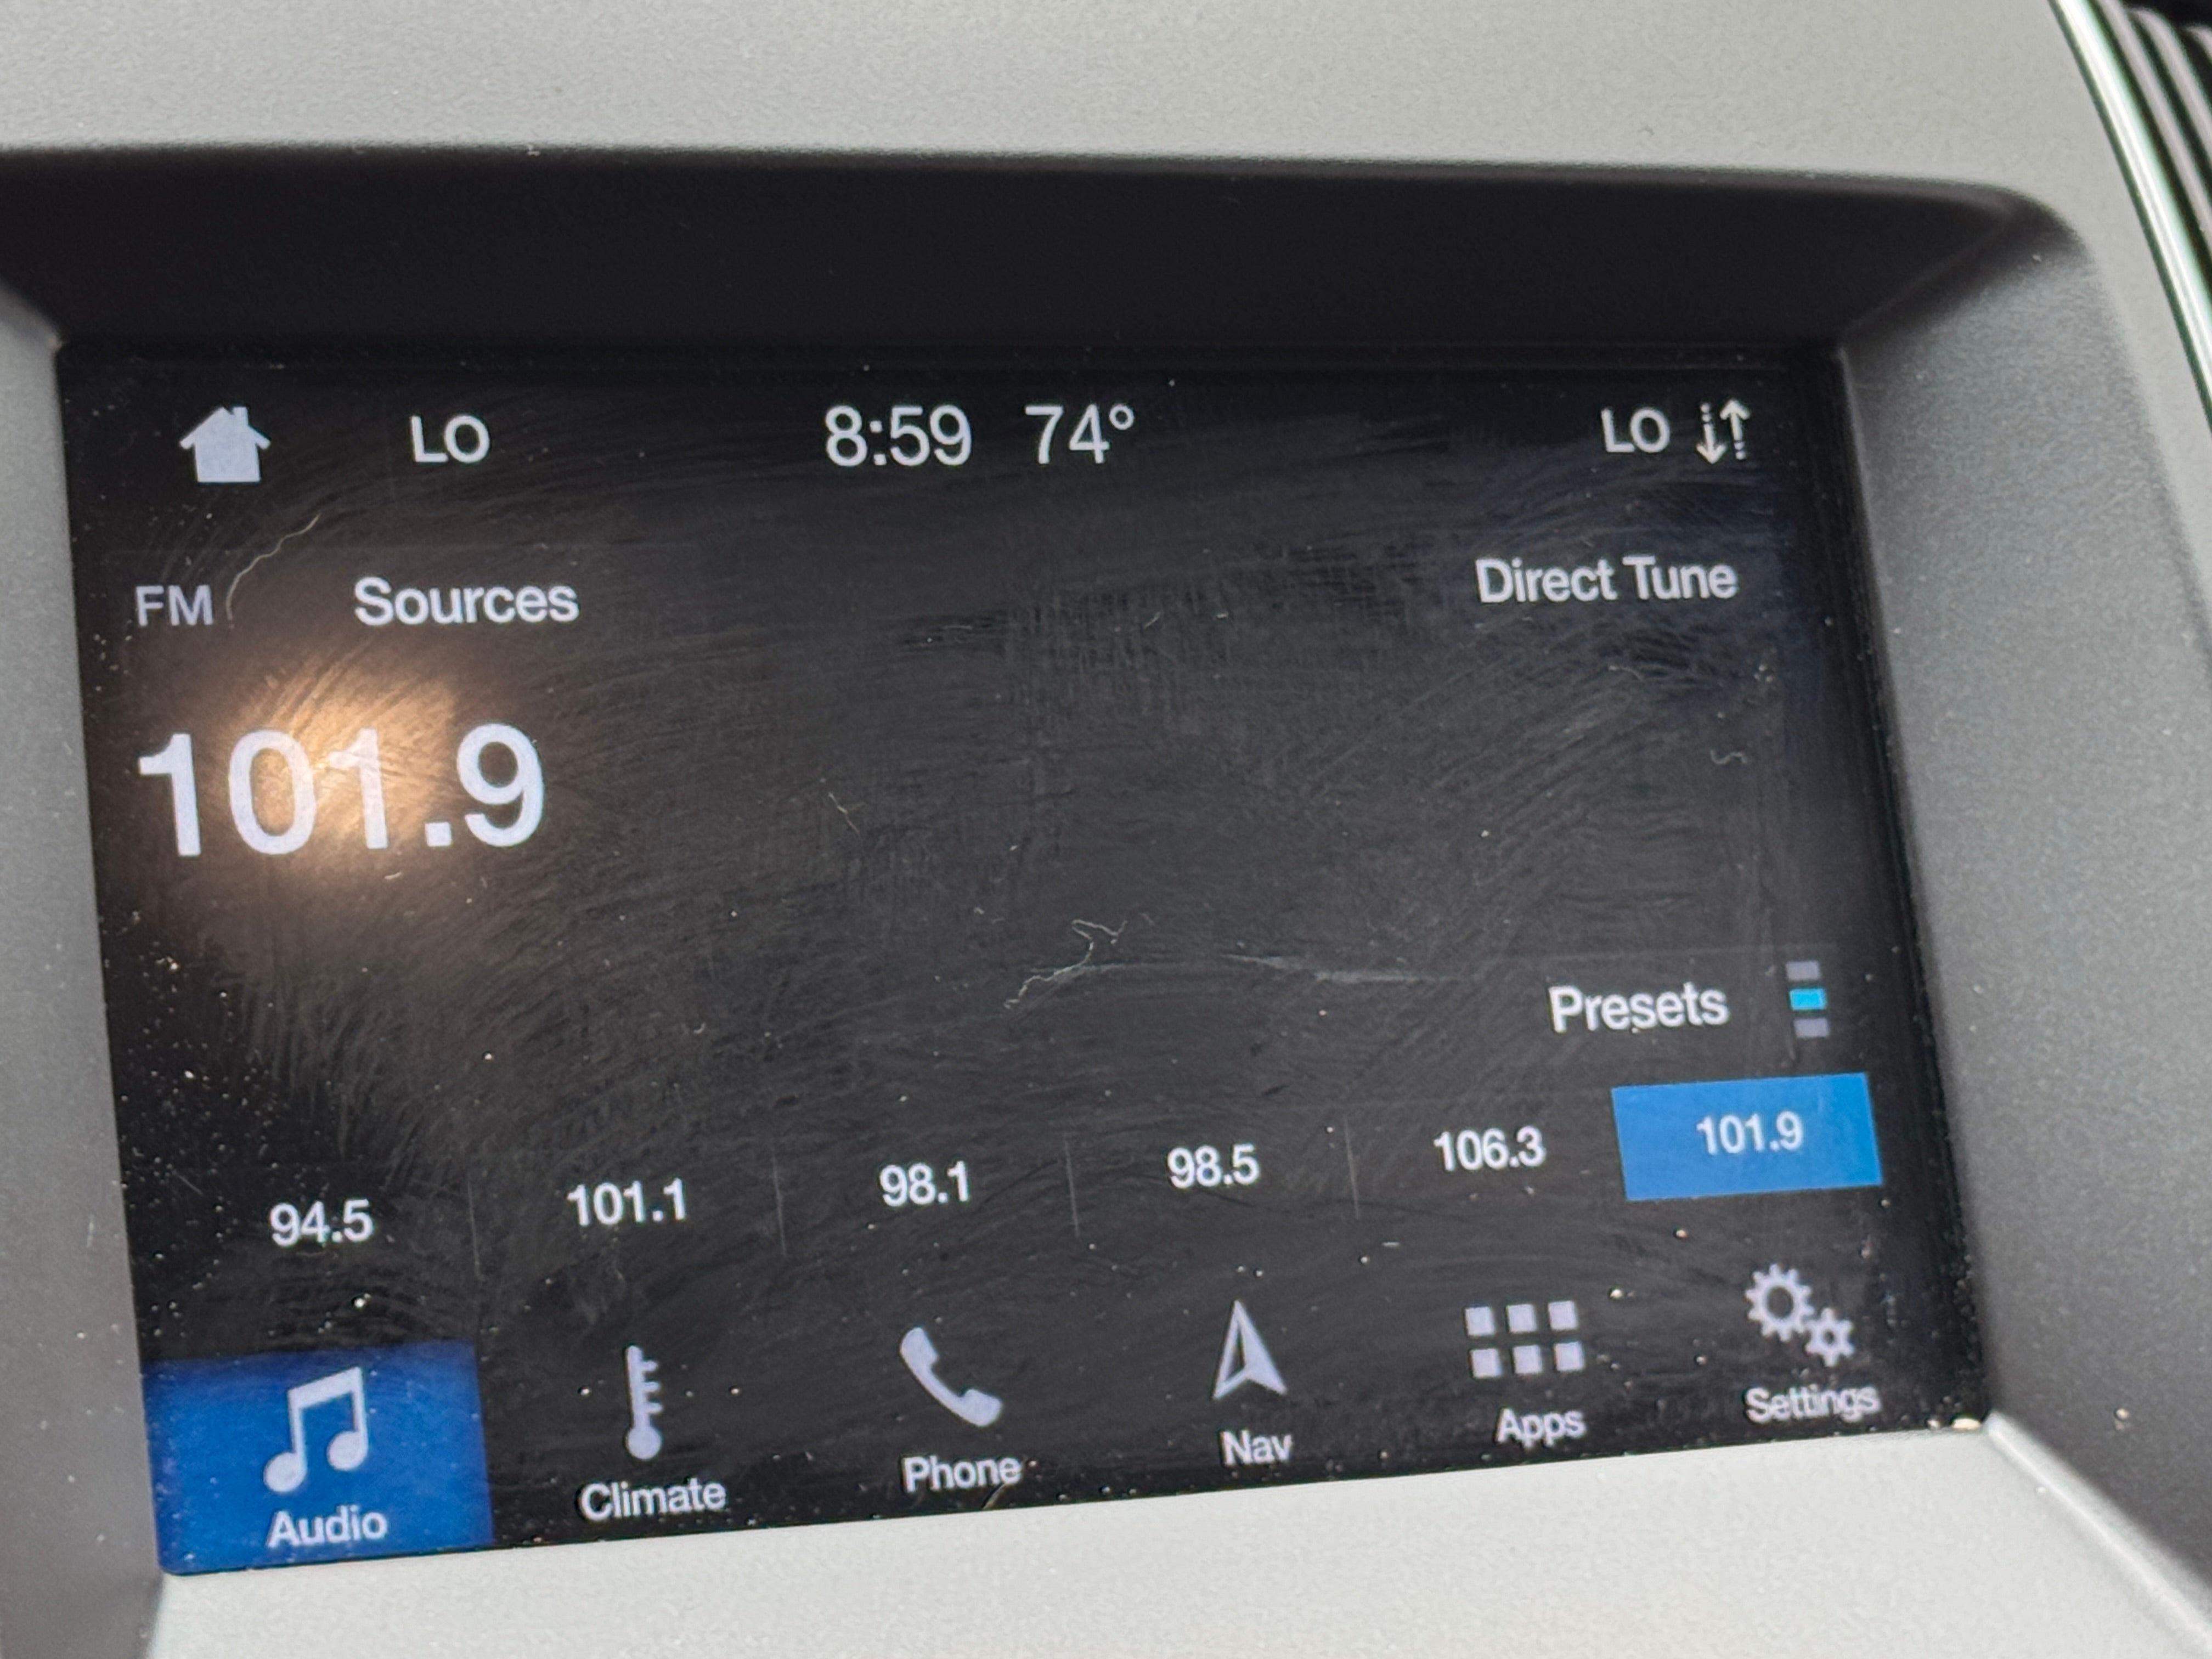 LO 8:59 74° LO
FM Sources Direct Tune
101.9
Presets
94.5 101.1 98.1 98.5 106.3 101.9
Audio Climate Phone Nav Apps Settings